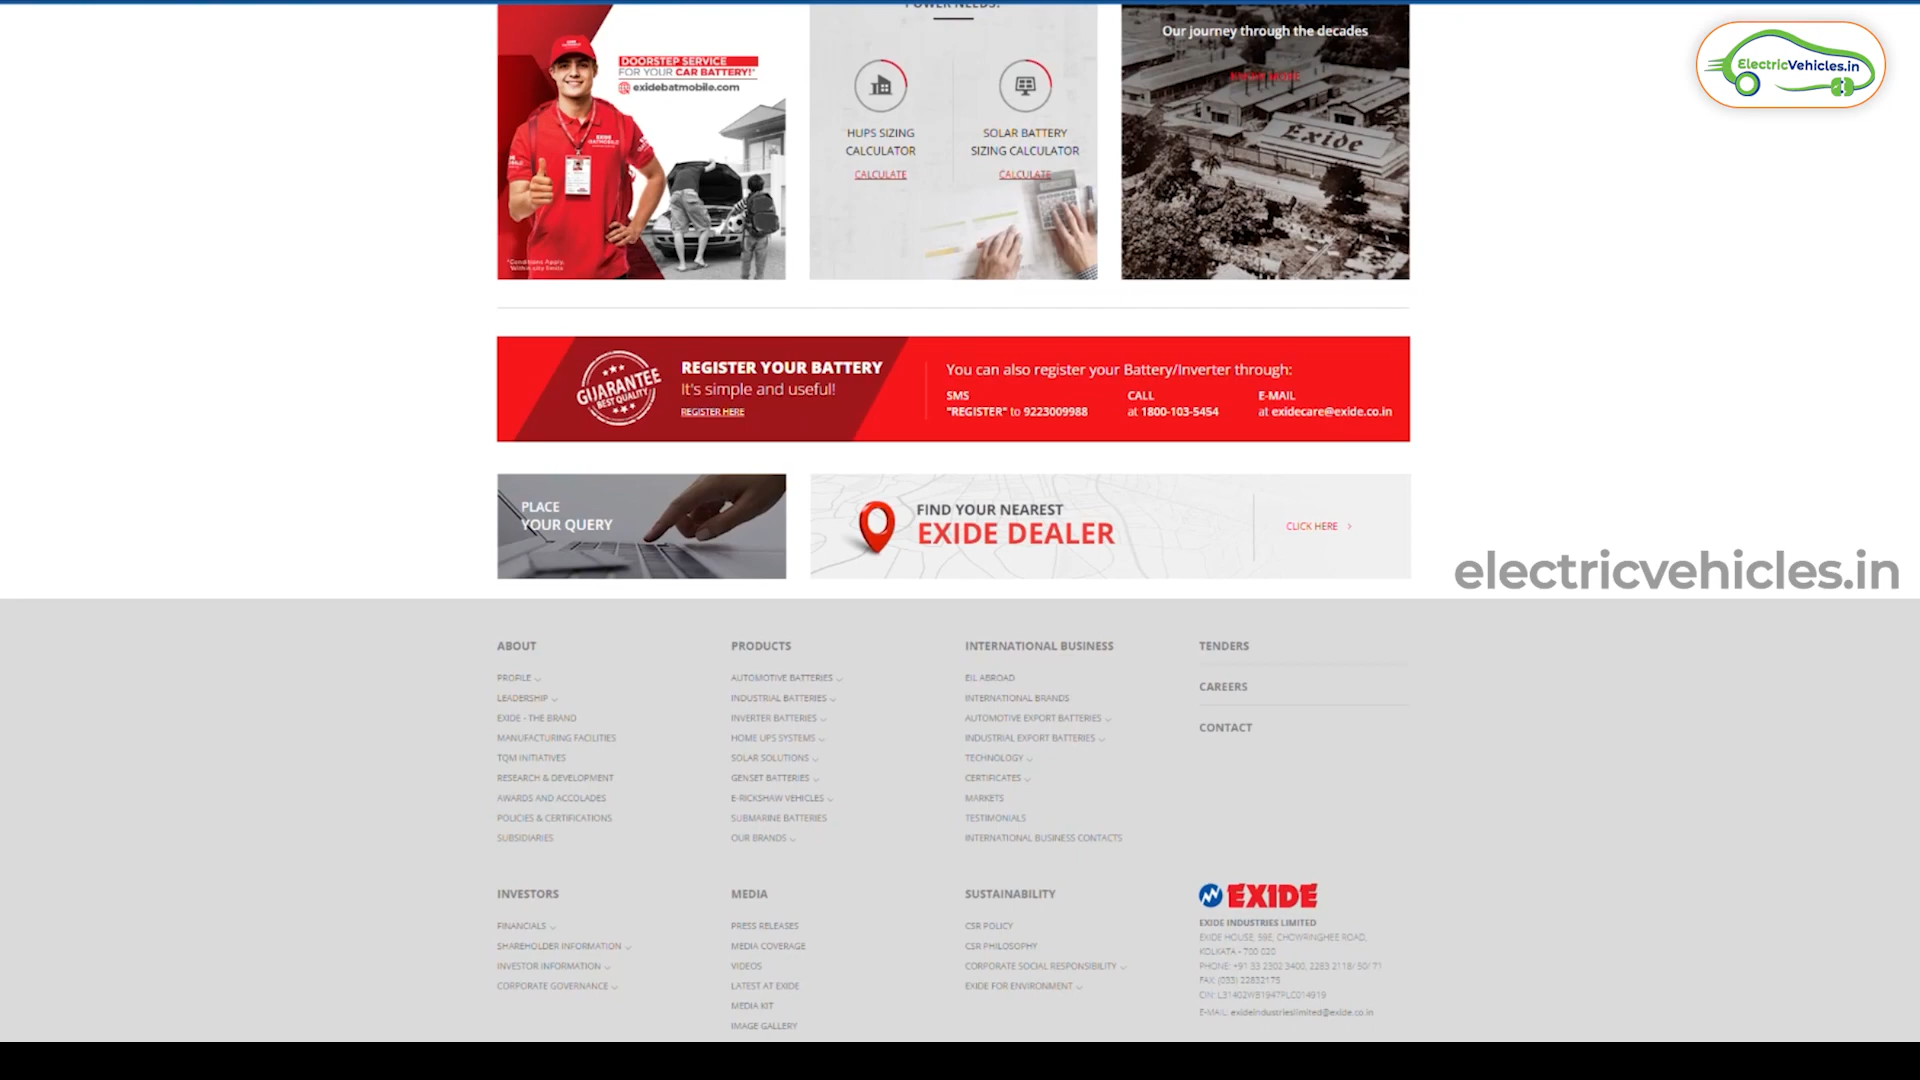 POWER NEEDS?
DOORSTEP SERVICE
FOR YOUR CAR BATTERY!*
exidebatmobile.com
EXIDE
BATMOBILE
*Conditions Apply.
Within city limits
HUPS SIZING
CALCULATOR
CALCULATE
SOLAR BATTERY
SIZING CALCULATOR
CALCULATE
Our journey through the decades
Exide
ElectricVehicles.in
GUARANTEE
BEST QUALITY
REGISTER YOUR BATTERY
It's simple and useful!
REGISTER HERE
You can also register your Battery/Inverter through:
SMS
"REGISTER" to 9223009988
CALL
at 1800-103-5454
E-MAIL
at exidecare@exide.co.in
PLACE
YOUR QUERY
FIND YOUR NEAREST
EXIDE DEALER
CLICK HERE >
electricvehicles.in
ABOUT
PROFILE
LEADERSHIP
EXIDE - THE BRAND
MANUFACTURING FACILITIES
TQM INITIATIVES
RESEARCH & DEVELOPMENT
AWARDS AND ACCOLADES
POLICIES & CERTIFICATIONS
SUBSIDIARIES
PRODUCTS
AUTOMOTIVE BATTERIES
INDUSTRIAL BATTERIES
INVERTER BATTERIES
HOME UPS SYSTEMS
SOLAR SOLUTIONS
GENSET BATTERIES
E-RICKSHAW VEHICLES
SUBMARINE BATTERIES
OUR BRANDS
INTERNATIONAL BUSINESS
EIL ABROAD
INTERNATIONAL BRANDS
AUTOMOTIVE EXPORT BATTERIES
INDUSTRIAL EXPORT BATTERIES
TECHNOLOGY
CERTIFICATES
MARKETS
TESTIMONIALS
INTERNATIONAL BUSINESS CONTACTS
TENDERS
CAREERS
CONTACT
INVESTORS
FINANCIALS
SHAREHOLDER INFORMATION
INVESTOR INFORMATION
CORPORATE GOVERNANCE
MEDIA
PRESS RELEASES
MEDIA COVERAGE
VIDEOS
LATEST AT EXIDE
MEDIA KIT
IMAGE GALLERY
SUSTAINABILITY
CSR POLICY
CSR PHILOSOPHY
CORPORATE SOCIAL RESPONSIBILITY
EXIDE FOR ENVIRONMENT
EXIDE
EXIDE INDUSTRIES LIMITED
EXIDE HOUSE, 59E, CHOWRINGHEE ROAD,
KOLKATA - 700 020
PHONE: +91 33 2302 3400, 2283 2118/ 50/ 71
FAX: (033) 22832175
CIN: L31402WB1947PLC014919
E-MAIL: exideindustrieslimited@exide.co.in